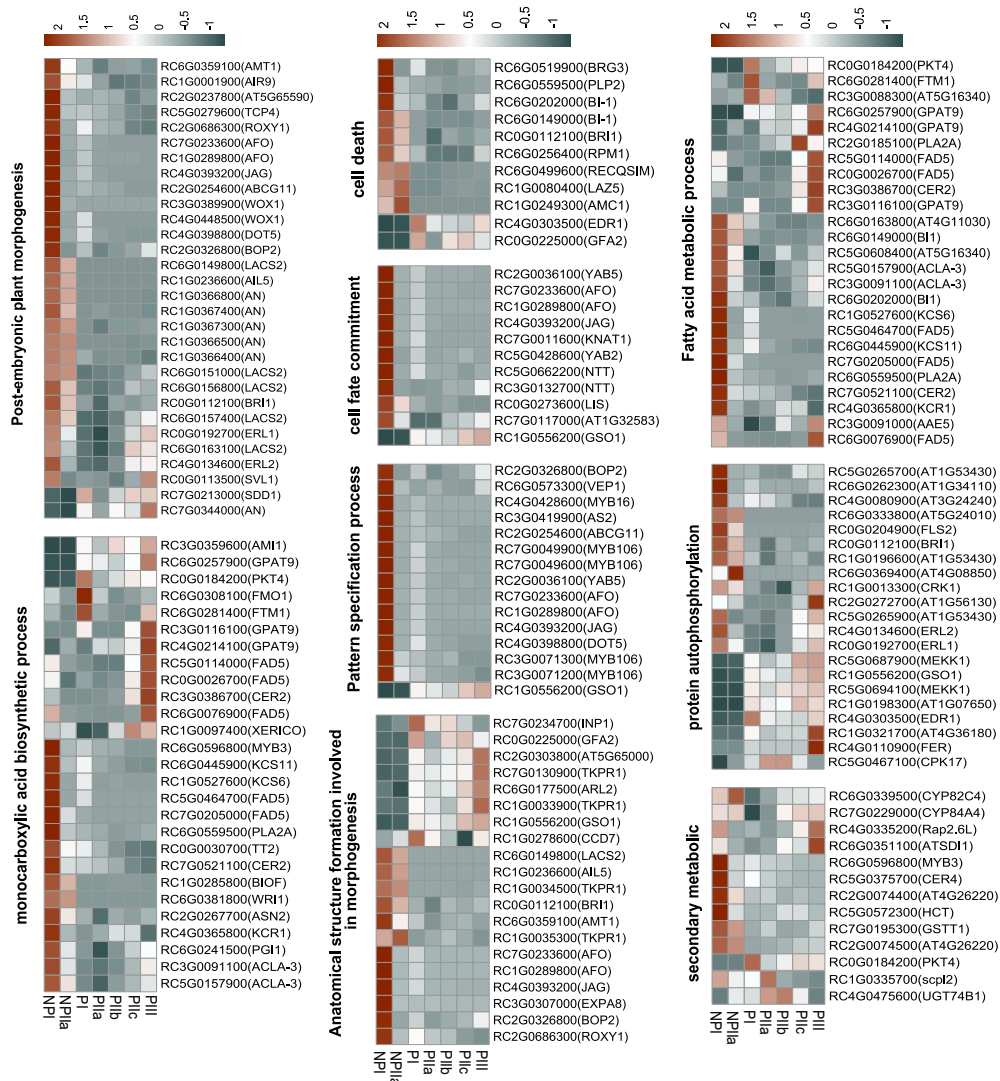 2
1.5
0.5
0
-0.5
Post-embryonic plant morphogenesis
RC6G0359100(AMT1)
RC1G0001900(AIR9)
RC2G0237800(AT5G65590)
RC5G0279600(TCP4)
RC2G0686300(ROXY1)
RC7G0233600(AFO)
RC1G0289800(AFO)
RC4G0393200(JAG)
RC2G0254600(ABCG11)
RC3G0389900(WOX1)
RC4G0448500(WOX1)
RC4G0398800(DOT5)
RC2G0326800(BOP2)
RC6G0149800(LACS2)
RC1G0236600(AIL5)
RC1G0366800(AN)
RC1G0367400(AN)
RC1G0367300(AN)
RC1G0366500(AN)
RC1G0366400(AN)
RC6G0151000(LACS2)
RC6G0156800(LACS2)
RC0G0112100(BRI1)
RC6G0157400(LACS2)
RC0G0192700(ERL1)
RC6G0163100(LACS2)
RC4G0134600(ERL2)
RC0G0113500(SVL1)
RC7G0213000(SDD1)
RC7G0344000(AN)
monocarboxylic acid biosynthetic process
RC3G0359600(AMI1)
RC6G0257900(GPAT9)
RC0G0184200(PKT4)
RC6G0308100(FMO1)
RC6G0281400(FTM1)
RC3G0116100(GPAT9)
RC4G0214100(GPAT9)
RC5G0114000(FAD5)
RC0G0026700(FAD5)
RC3G0386700(CER2)
RC6G0076900(FAD5)
RC1G0097400(XERICO)
RC6G0596800(MYB3)
RC6G0445900(KCS11)
RC1G0527600(KCS6)
RC5G0464700(FAD5)
RC7G0205000(FAD5)
RC6G0559500(PLA2A)
RC0G0030700(TT2)
RC7G0521100(CER2)
RC1G0285800(BIOF)
RC6G0381800(WRI1)
RC2G0267700(ASN2)
RC4G0365800(KCR1)
RC6G0241500(PGI1)
RC3G0091100(ACLA-3)
RC5G0157900(ACLA-3)
NPI
NPIIa
PI
PIIa
PIIb
PIIc
PIII
2
1.5
0.5
0
-0.5
cell death
RC6G0519900(BRG3)
RC6G0559500(PLP2)
RC6G0202000(BI-1)
RC6G0149000(BI-1)
RC0G0112100(BRI1)
RC6G0256400(RPM1)
RC6G0499600(RECQSIM)
RC1G0080400(LAZ5)
RC1G0249300(AMC1)
RC4G0303500(EDR1)
RC0G0225000(GFA2)
cell fate commitment
RC2G0036100(YAB5)
RC7G0233600(AFO)
RC1G0289800(AFO)
RC4G0393200(JAG)
RC7G0011600(KNAT1)
RC5G0428600(YAB2)
RC5G0662200(NTT)
RC3G0132700(NTT)
RC0G0273600(LIS)
RC7G0117000(AT1G32583)
RC1G0556200(GSO1)
Pattern specification process
RC2G0326800(BOP2)
RC6G0573300(VEP1)
RC4G0428600(MYB16)
RC3G0419900(AS2)
RC2G0254600(ABCG11)
RC7G0049900(MYB106)
RC7G0049600(MYB106)
RC2G0036100(YAB5)
RC7G0233600(AFO)
RC1G0289800(AFO)
RC4G0393200(JAG)
RC4G0398800(DOT5)
RC3G0071300(MYB106)
RC3G0071200(MYB106)
RC1G0556200(GSO1)
Anatomical structure formation involved
in morphogenesis
RC7G0234700(INP1)
RC0G0225000(GFA2)
RC2G0303800(AT5G65000)
RC7G0130900(TKPR1)
RC6G0177500(ARL2)
RC1G0033900(TKPR1)
RC1G0556200(GSO1)
RC1G0278600(CCD7)
RC6G0149800(LACS2)
RC1G0236600(AIL5)
RC1G0034500(TKPR1)
RC0G0112100(BRI1)
RC6G0359100(AMT1)
RC1G0035300(TKPR1)
RC7G0233600(AFO)
RC1G0289800(AFO)
RC4G0393200(JAG)
RC3G0307000(EXPA8)
RC2G0326800(BOP2)
RC2G0686300(ROXY1)
NPI
NPIIa
PI
PIIa
PIIb
PIIc
PIII
2
1.5
0.5
0
-0.5
Fatty acid metabolic process
RC0G0184200(PKT4)
RC6G0281400(FTM1)
RC3G0088300(AT5G16340)
RC6G0257900(GPAT9)
RC4G0214100(GPAT9)
RC2G0185100(PLA2A)
RC5G0114000(FAD5)
RC0G0026700(FAD5)
RC3G0386700(CER2)
RC3G0116100(GPAT9)
RC6G0163800(AT4G11030)
RC6G0149000(BI1)
RC5G0608400(AT5G16340)
RC5G0157900(ACLA-3)
RC3G0091100(ACLA-3)
RC6G0202000(BI1)
RC1G0527600(KCS6)
RC5G0464700(FAD5)
RC6G0445900(KCS11)
RC7G0205000(FAD5)
RC6G0559500(PLA2A)
RC7G0521100(CER2)
RC4G0365800(KCR1)
RC3G0091000(AAE5)
RC6G0076900(FAD5)
protein autophosphorylation
RC5G0265700(AT1G53430)
RC6G0262300(AT1G34110)
RC4G0080900(AT3G24240)
RC6G0333800(AT5G24010)
RC0G0204900(FLS2)
RC0G0112100(BRI1)
RC1G0196600(AT1G53430)
RC6G0369400(AT4G08850)
RC1G0013300(CRK1)
RC2G0272700(AT1G56130)
RC5G0265900(AT1G53440)
RC4G0134600(ERL2)
RC0G0192700(ERL1)
RC5G0687900(MEKK1)
RC1G0556200(GSO1)
RC5G0694100(MEKK1)
RC1G0198300(AT1G07650)
RC4G0303500(EDR1)
RC1G0321700(AT4G36180)
RC4G0110900(FER)
RC5G0467100(CPK17)
secondary metabolic
RC6G0339500(CYP82C4)
RC7G0229000(CYP84A4)
RC4G0335200(Rap2.6L)
RC6G0351100(ATSDI1)
RC6G0596800(MYB3)
RC5G0375700(CER4)
RC2G0074400(AT4G26220)
RC5G0572300(HCT)
RC7G0195300(GSTT1)
RC2G0074500(AT4G26220)
RC0G0184200(PKT4)
RC1G0335700(scpl2)
RC4G0475600(UGT74B1)
NPI
NPIIa
PI
PIIa
PIIb
PIIc
PIII